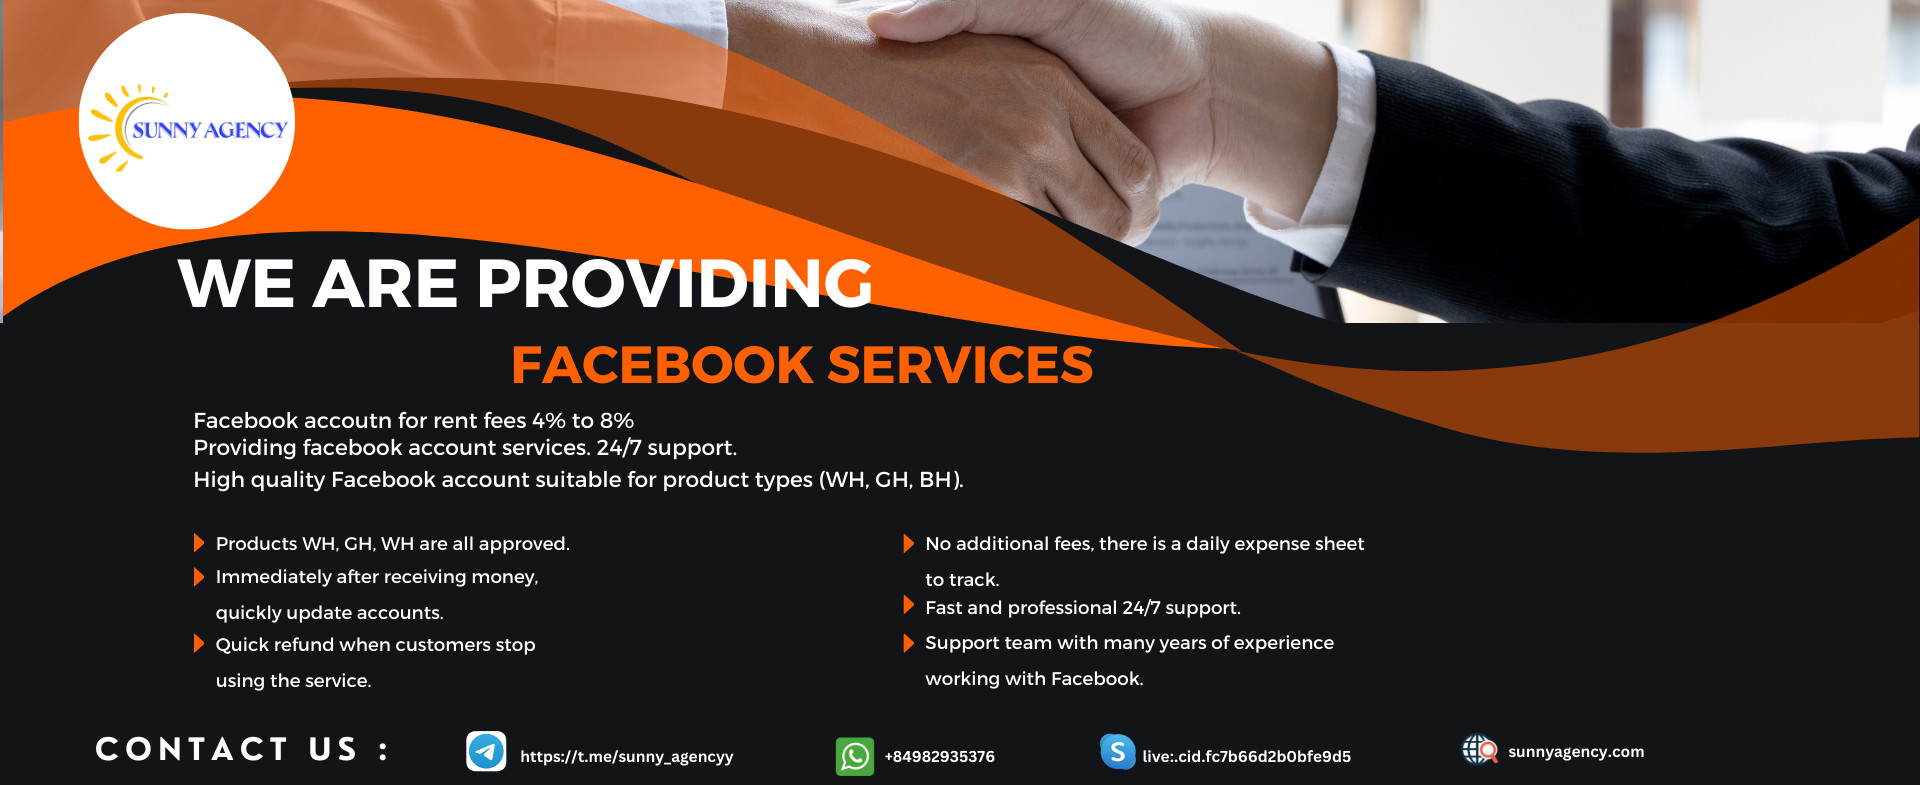 SUNNY AGENCY
WE ARE PROVIDING
FACEBOOK SERVICES
Facebook accoutn for rent fees 4% to 8%
Providing facebook account services. 24/7 support.
High quality Facebook account suitable for product types (WH, GH, BH).
Products WH, GH, WH are all approved.
Immediately after receiving money,
quickly update accounts.
Quick refund when customers stop
using the service.
No additional fees, there is a daily expense sheet
to track.
Fast and professional 24/7 support.
Support team with many years of experience
working with Facebook.
CONTACT US :
https://t.me/sunny_agencyy
+84982935376
S
live:.cid.fc7b66d2b0bfe9d5
sunnyagency.com